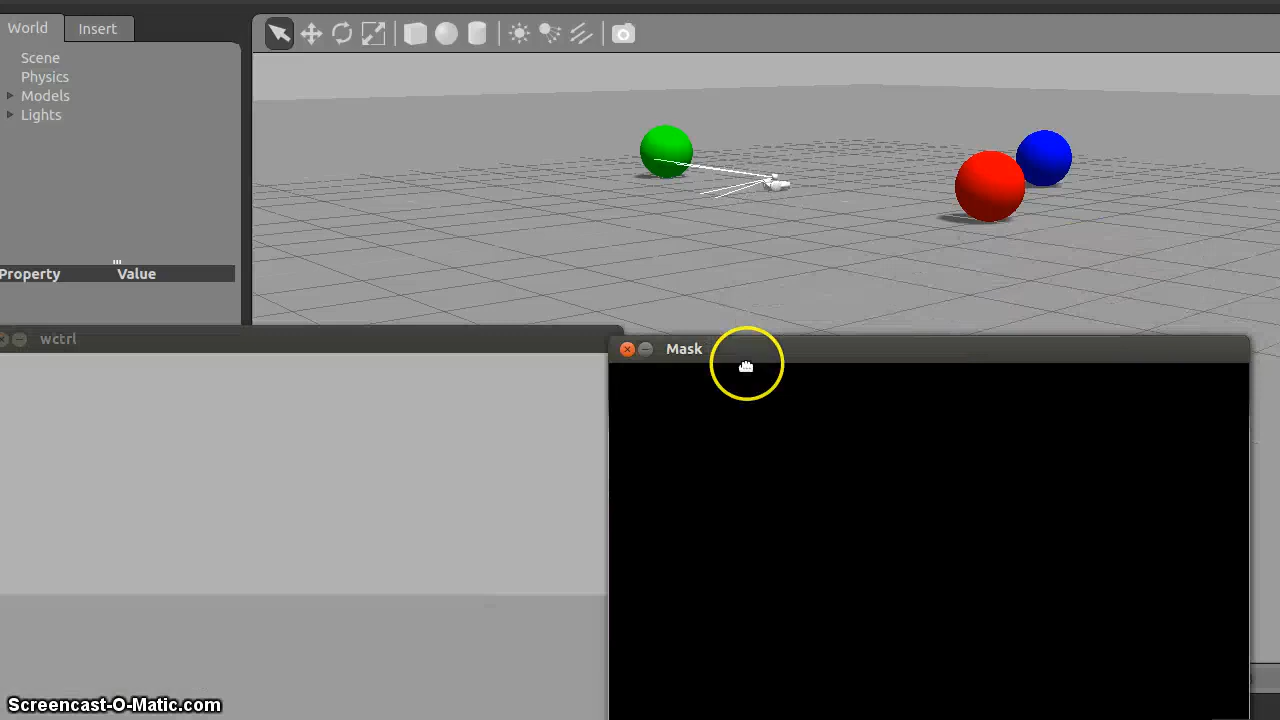 World
Insert
Scene
Physics
Models
Lights
Property
Value
wctrl
Mask
Screencast-O-Matic.com